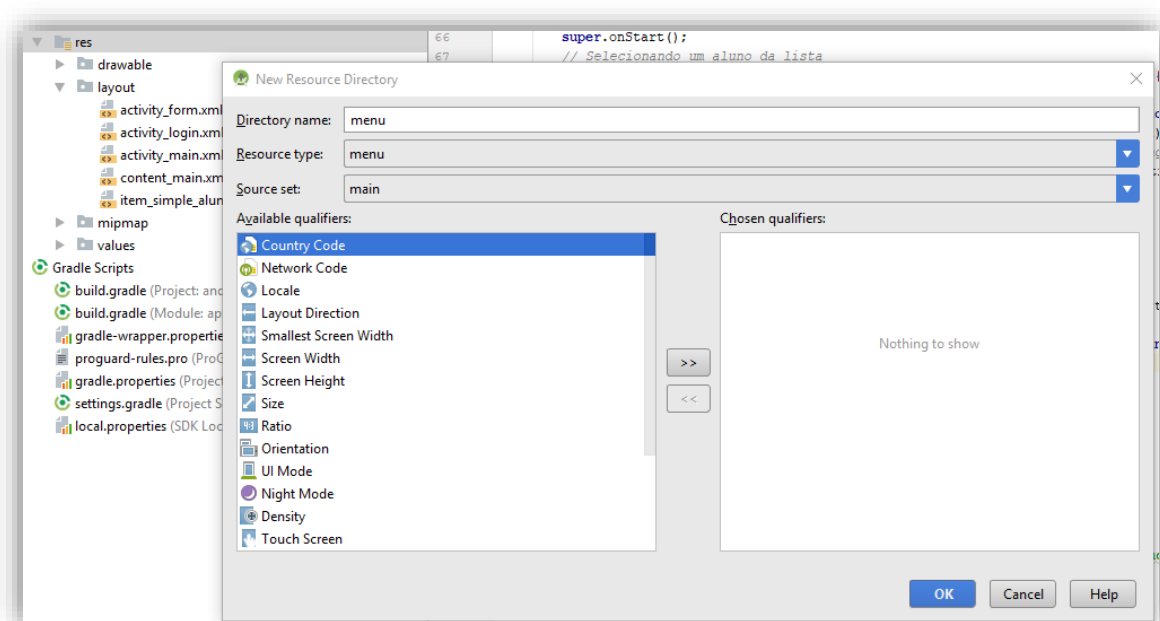 res
drawable
layout
activity_form.xml
activity_login.xml
activity_main.xml
content_main.xm
item_simple_alun
mipmap
values
Gradle Scripts
build.gradle (Project: and
build.gradle (Module: ap
gradle-wrapper.propertie
proguard-rules.pro (ProG
gradle.properties (Project
settings.gradle (Project S
local.properties (SDK Loc
66 super.onStart();
67 // Selecionando um aluno da lista
New Resource Directory
Directory name: menu
Resource type: menu
Source set: main
Available qualifiers:
Country Code
Network Code
Locale
Layout Direction
Smallest Screen Width
Screen Width
Screen Height
Size
Ratio
Orientation
UI Mode
Night Mode
Density
Touch Screen
>>
<<
Chosen qualifiers:
Nothing to show
OK Cancel Help